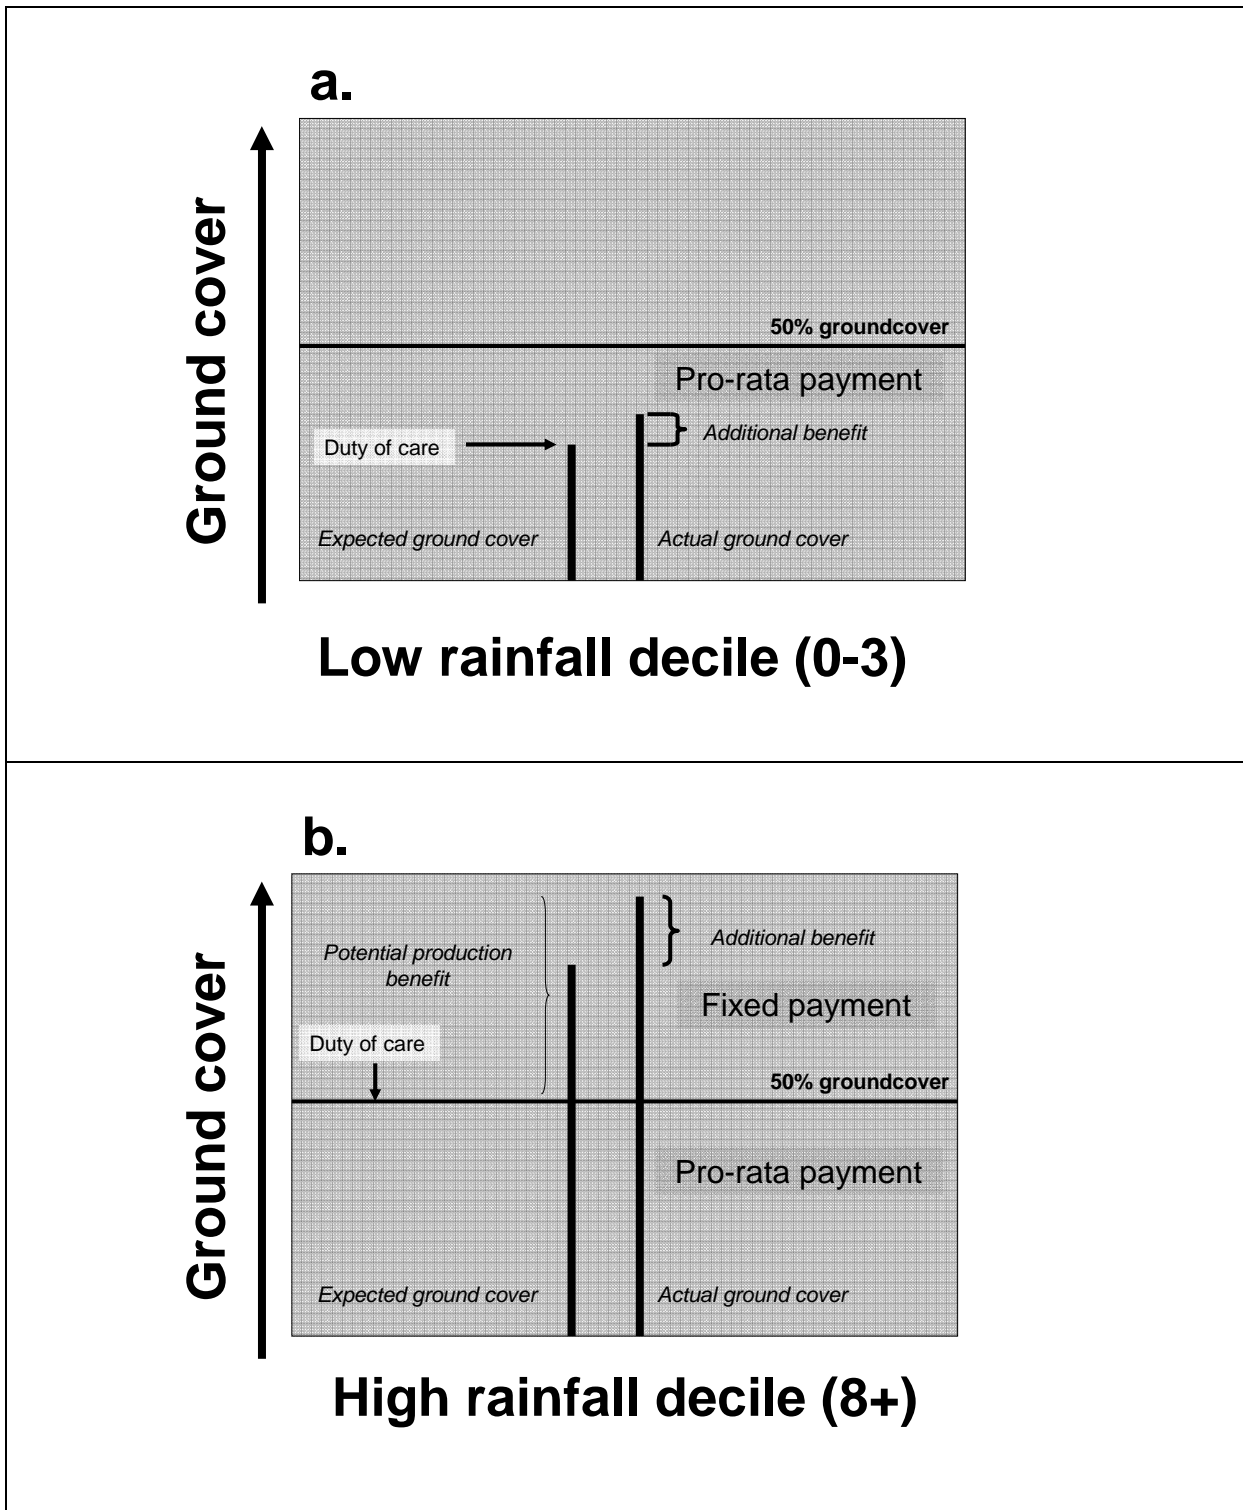 a.
Ground cover
50% groundcover
Pro-rata payment
Additional benefit
Duty of care
Expected ground cover
Actual ground cover
Low rainfall decile (0-3)
b.
Ground cover
Potential production
benefit
Additional benefit
Fixed payment
Duty of care
50% groundcover
Pro-rata payment
Expected ground cover
Actual ground cover
High rainfall decile (8+)